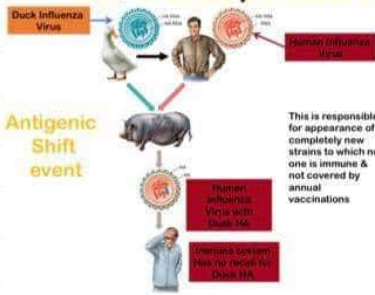 Duck Influenza
Virus
Human Influenza
Virus
Antigenic
Shift
event
This is responsible
for appearance of
completely new
strains to which no
one is immune &
not covered by
annual
vaccinations
HA
Human
Influenza
Virus with
Duck HA
Immune system
Has no recall for
Duck HA